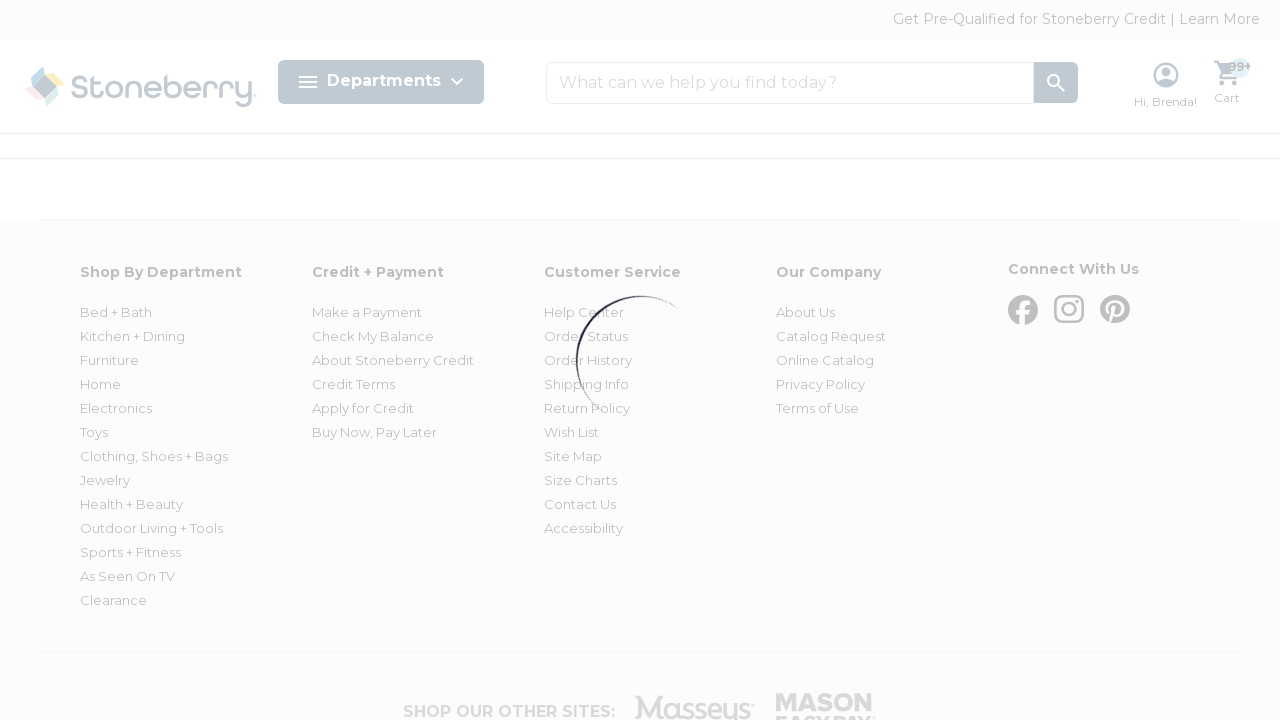 Get Pre-Qualified for Stoneberry Credit | Learn More
Stoneberry
Departments
What can we help you find today?
Hi, Brenda!
99+
Cart
Shop By Department
Bed + Bath
Kitchen + Dining
Furniture
Home
Electronics
Toys
Clothing, Shoes + Bags
Jewelry
Health + Beauty
Outdoor Living + Tools
Sports + Fitness
As Seen On TV
Clearance
Credit + Payment
Make a Payment
Check My Balance
About Stoneberry Credit
Credit Terms
Apply for Credit
Buy Now, Pay Later
Customer Service
Help Center
Order Status
Order History
Shipping Info
Return Policy
Wish List
Site Map
Size Charts
Contact Us
Accessibility
Our Company
About Us
Catalog Request
Online Catalog
Privacy Policy
Terms of Use
Connect With Us
SHOP OUR OTHER SITES:
Masseys
MASON
EASY-PAY